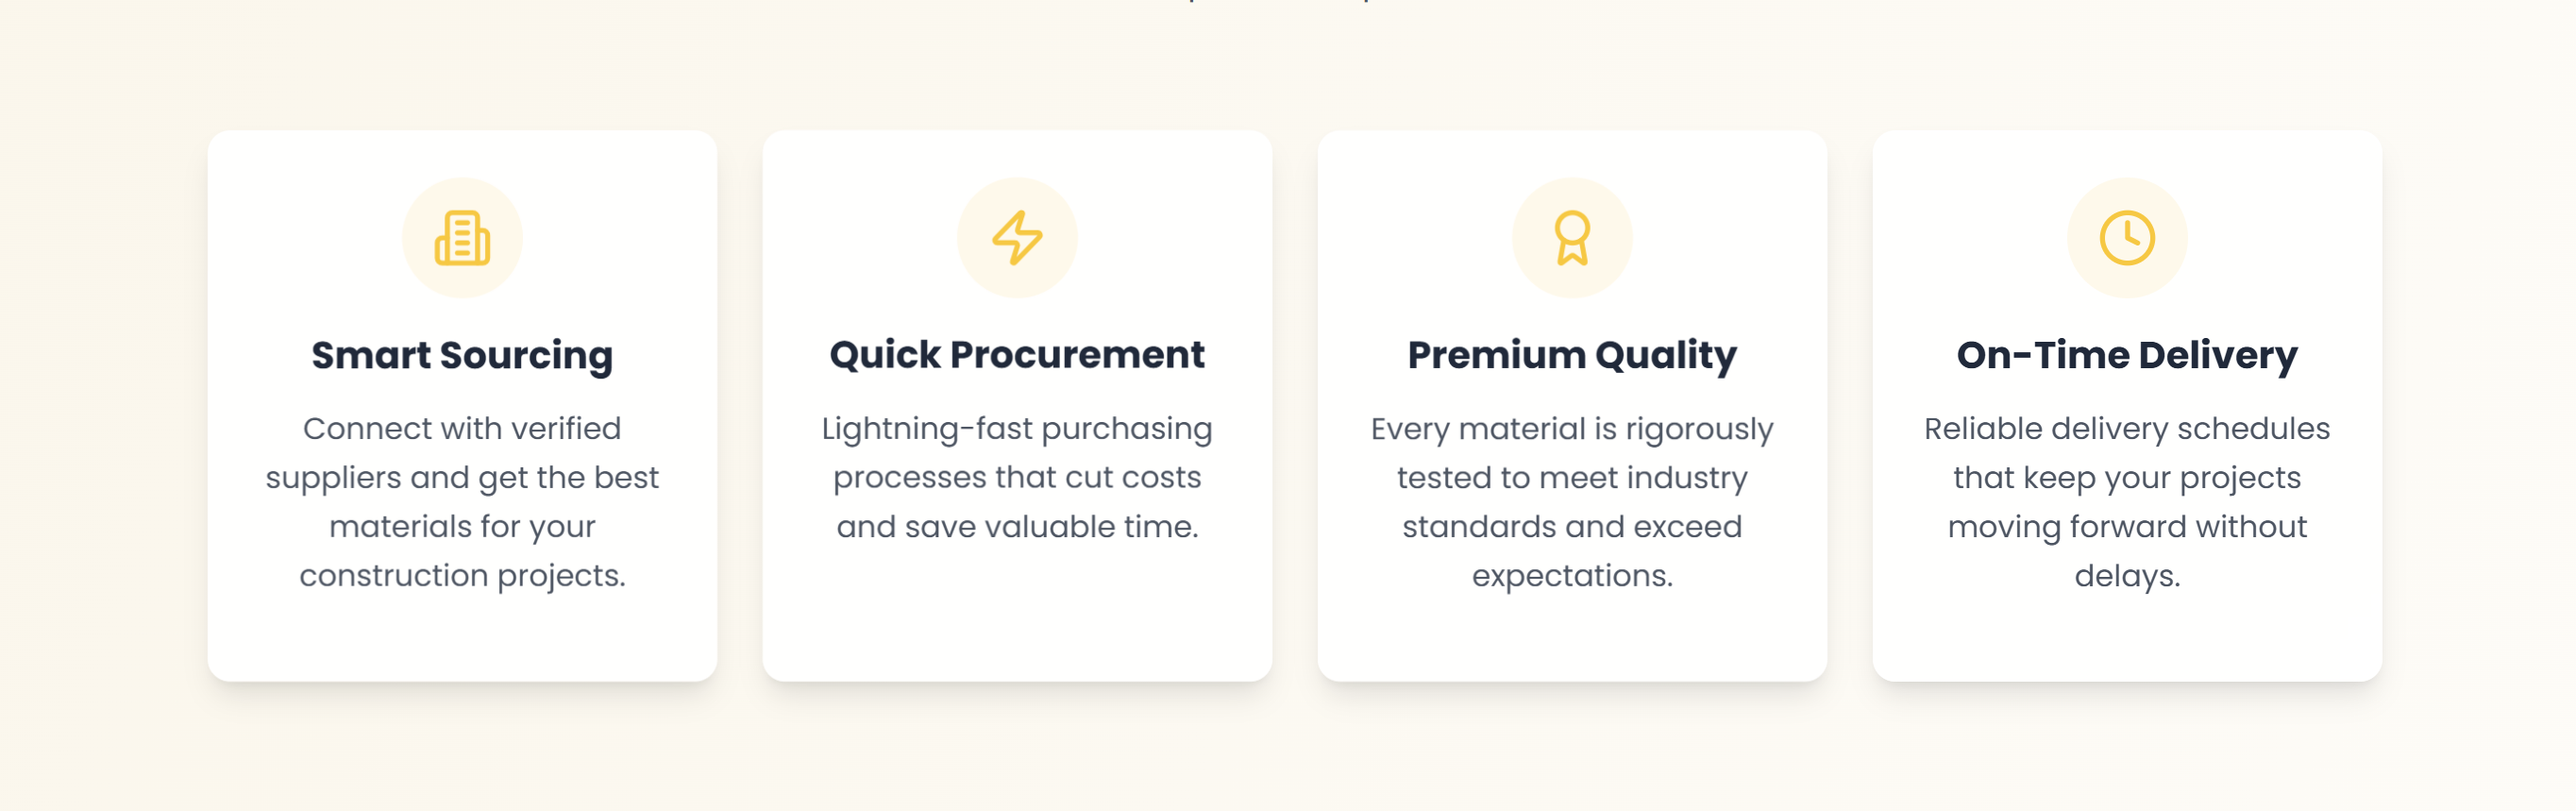 Smart Sourcing
Connect with verified
suppliers and get the best
materials for your
construction projects.
Quick Procurement
Lightning-fast purchasing
processes that cut costs
and save valuable time.
Premium Quality
Every material is rigorously
tested to meet industry
standards and exceed
expectations.
On-Time Delivery
Reliable delivery schedules
that keep your projects
moving forward without
delays.